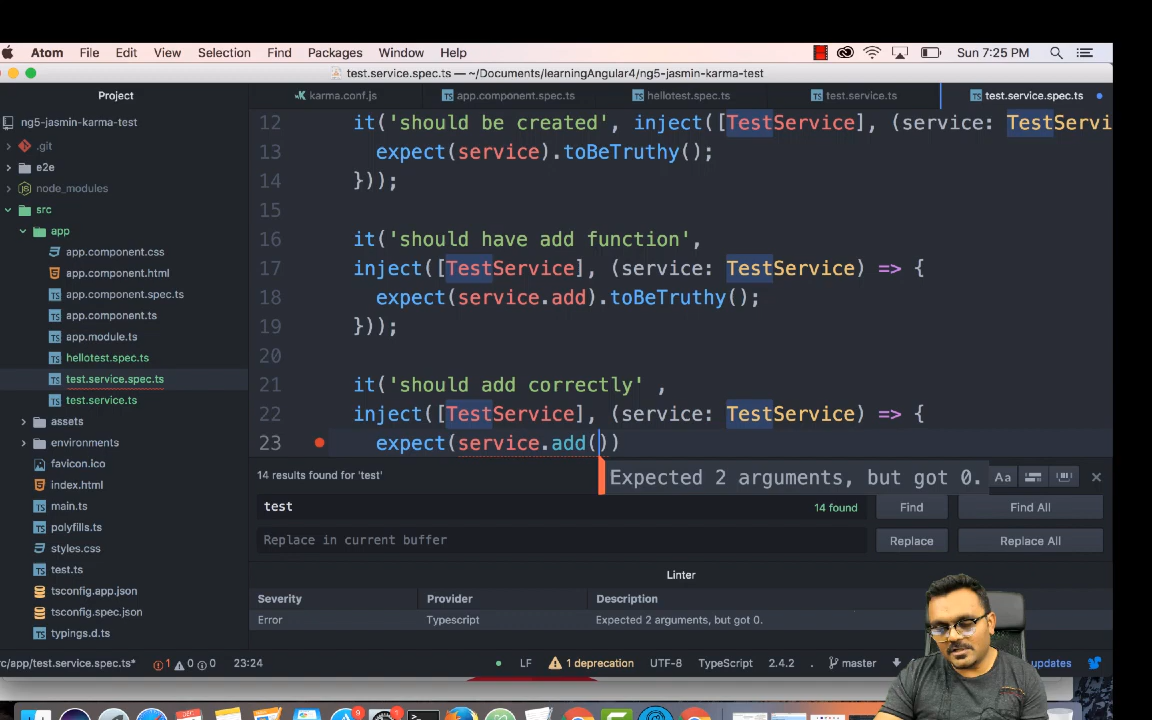 Atom File Edit View Selection Find Packages Window Help Sun 7:25 PM
test.service.spec.ts — ~/Documents/learningAngular4/ng5-jasmin-karma-test
Project
karma.conf.js app.component.spec.ts hellotest.spec.ts test.service.ts test.service.spec.ts
ng5-jasmin-karma-test
.git
e2e
node_modules
src
app
app.component.css
app.component.html
app.component.spec.ts
app.component.ts
app.module.ts
hellotest.spec.ts
test.service.spec.ts
test.service.ts
assets
environments
favicon.ico
index.html
main.ts
polyfills.ts
styles.css
test.ts
tsconfig.app.json
tsconfig.spec.json
typings.d.ts
12 it('should be created', inject([TestService], (service: TestServi
13 expect(service).toBeTruthy();
14 }));
15
16 it('should have add function',
17 inject([TestService], (service: TestService) => {
18 expect(service.add).toBeTruthy();
19 }));
20
21 it('should add correctly' ,
22 inject([TestService], (service: TestService) => {
23 expect(service.add())
Expected 2 arguments, but got 0.
14 results found for 'test'
Aa
test 14 found Find Find All
Replace in current buffer Replace Replace All
Linter
Severity Provider Description
Error Typescript Expected 2 arguments, but got 0.
rc/app/test.service.spec.ts* 1 0 0 23:24 LF 1 deprecation UTF-8 TypeScript 2.4.2 master updates